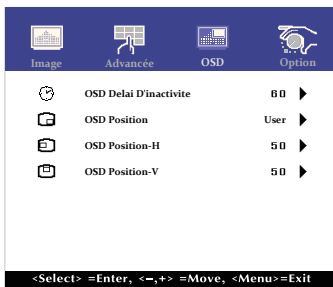 Image Advancée OSD Option
OSD Delai D'inactivite 60
OSD Position User
OSD Position-H 50
OSD Position-V 50
<Select> =Enter, <–,+> =Move, <Menu>=Exit